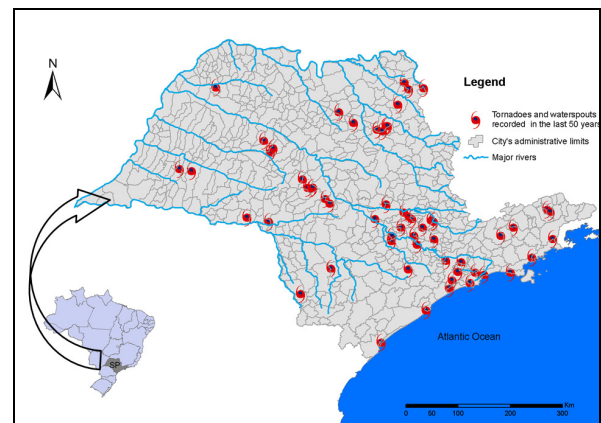 N
Legend
Tornadoes and waterspouts
recorded in the last 50 years
City's administrative limits
Major rivers
SP
Atlantic Ocean
Km
0 50 100 200 300